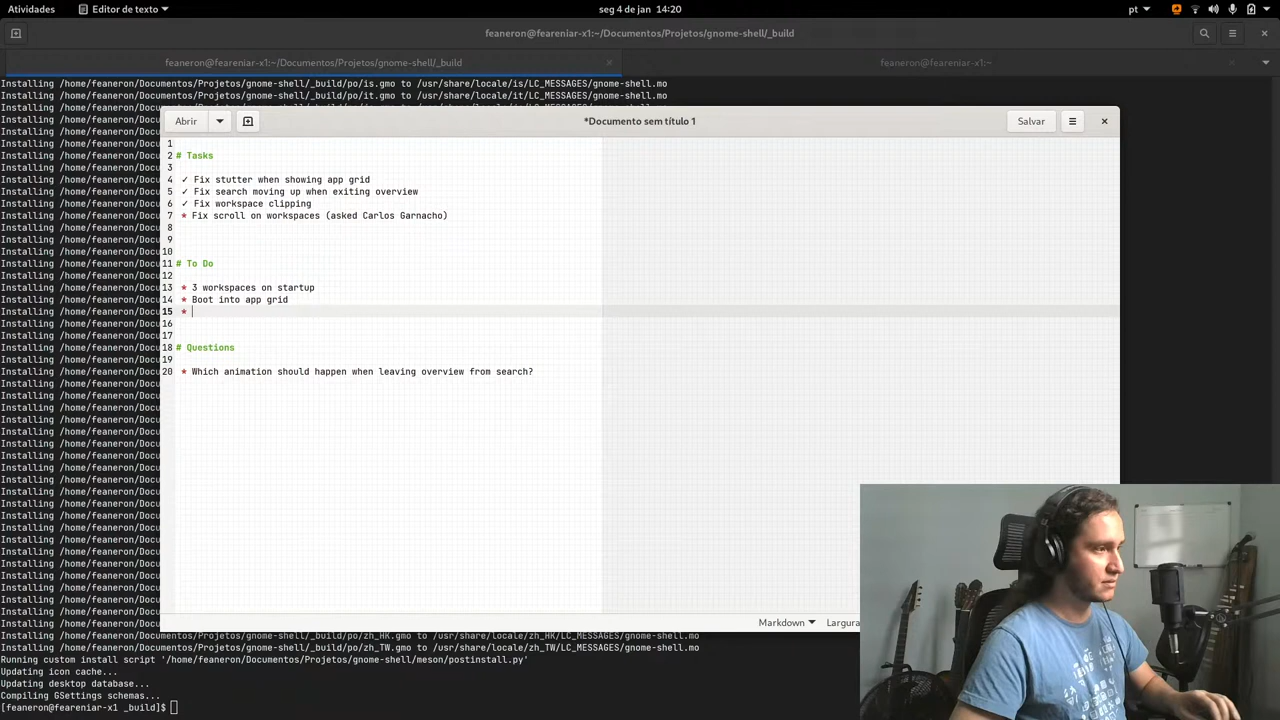 Atividades
Editor de texto
seg 4 de jan 14:20
pt
feaneron@feareniar-x1:~/Documentos/Projetos/gnome-shell/_build
feaneron@feareniar-x1:~/Documentos/Projetos/gnome-shell/_build
feaneron@feareniar-x1:~
Installing /home/feaneron/Documentos/Projetos/gnome-shell/_build/po/is.gmo to /usr/share/locale/is/LC_MESSAGES/gnome-shell.mo
Installing /home/feaneron/Documentos/Projetos/gnome-shell/_build/po/it.gmo to /usr/share/locale/it/LC_MESSAGES/gnome-shell.mo
Abrir
*Documento sem título 1
Salvar
1
2 # Tasks
3
4 ✓ Fix stutter when showing app grid
5 ✓ Fix search moving up when exiting overview
6 ✓ Fix workspace clipping
7 * Fix scroll on workspaces (asked Carlos Garnacho)
8
9
10
11 # To Do
12
13 * 3 workspaces on startup
14 * Boot into app grid
15 *
16
17
18 # Questions
19
20 * Which animation should happen when leaving overview from search?
Markdown
Largura
Installing /home/feaneron/Documentos/Projetos/gnome-shell/_build/po/zh_HK.gmo to /usr/share/locale/zh_HK/LC_MESSAGES/gnome-shell.mo
Installing /home/feaneron/Documentos/Projetos/gnome-shell/_build/po/zh_TW.gmo to /usr/share/locale/zh_TW/LC_MESSAGES/gnome-shell.mo
Running custom install script '/home/feaneron/Documentos/Projetos/gnome-shell/meson/postinstall.py'
Updating icon cache...
Updating desktop database...
Compiling GSettings schemas...
[feaneron@feareniar-x1 _build]$